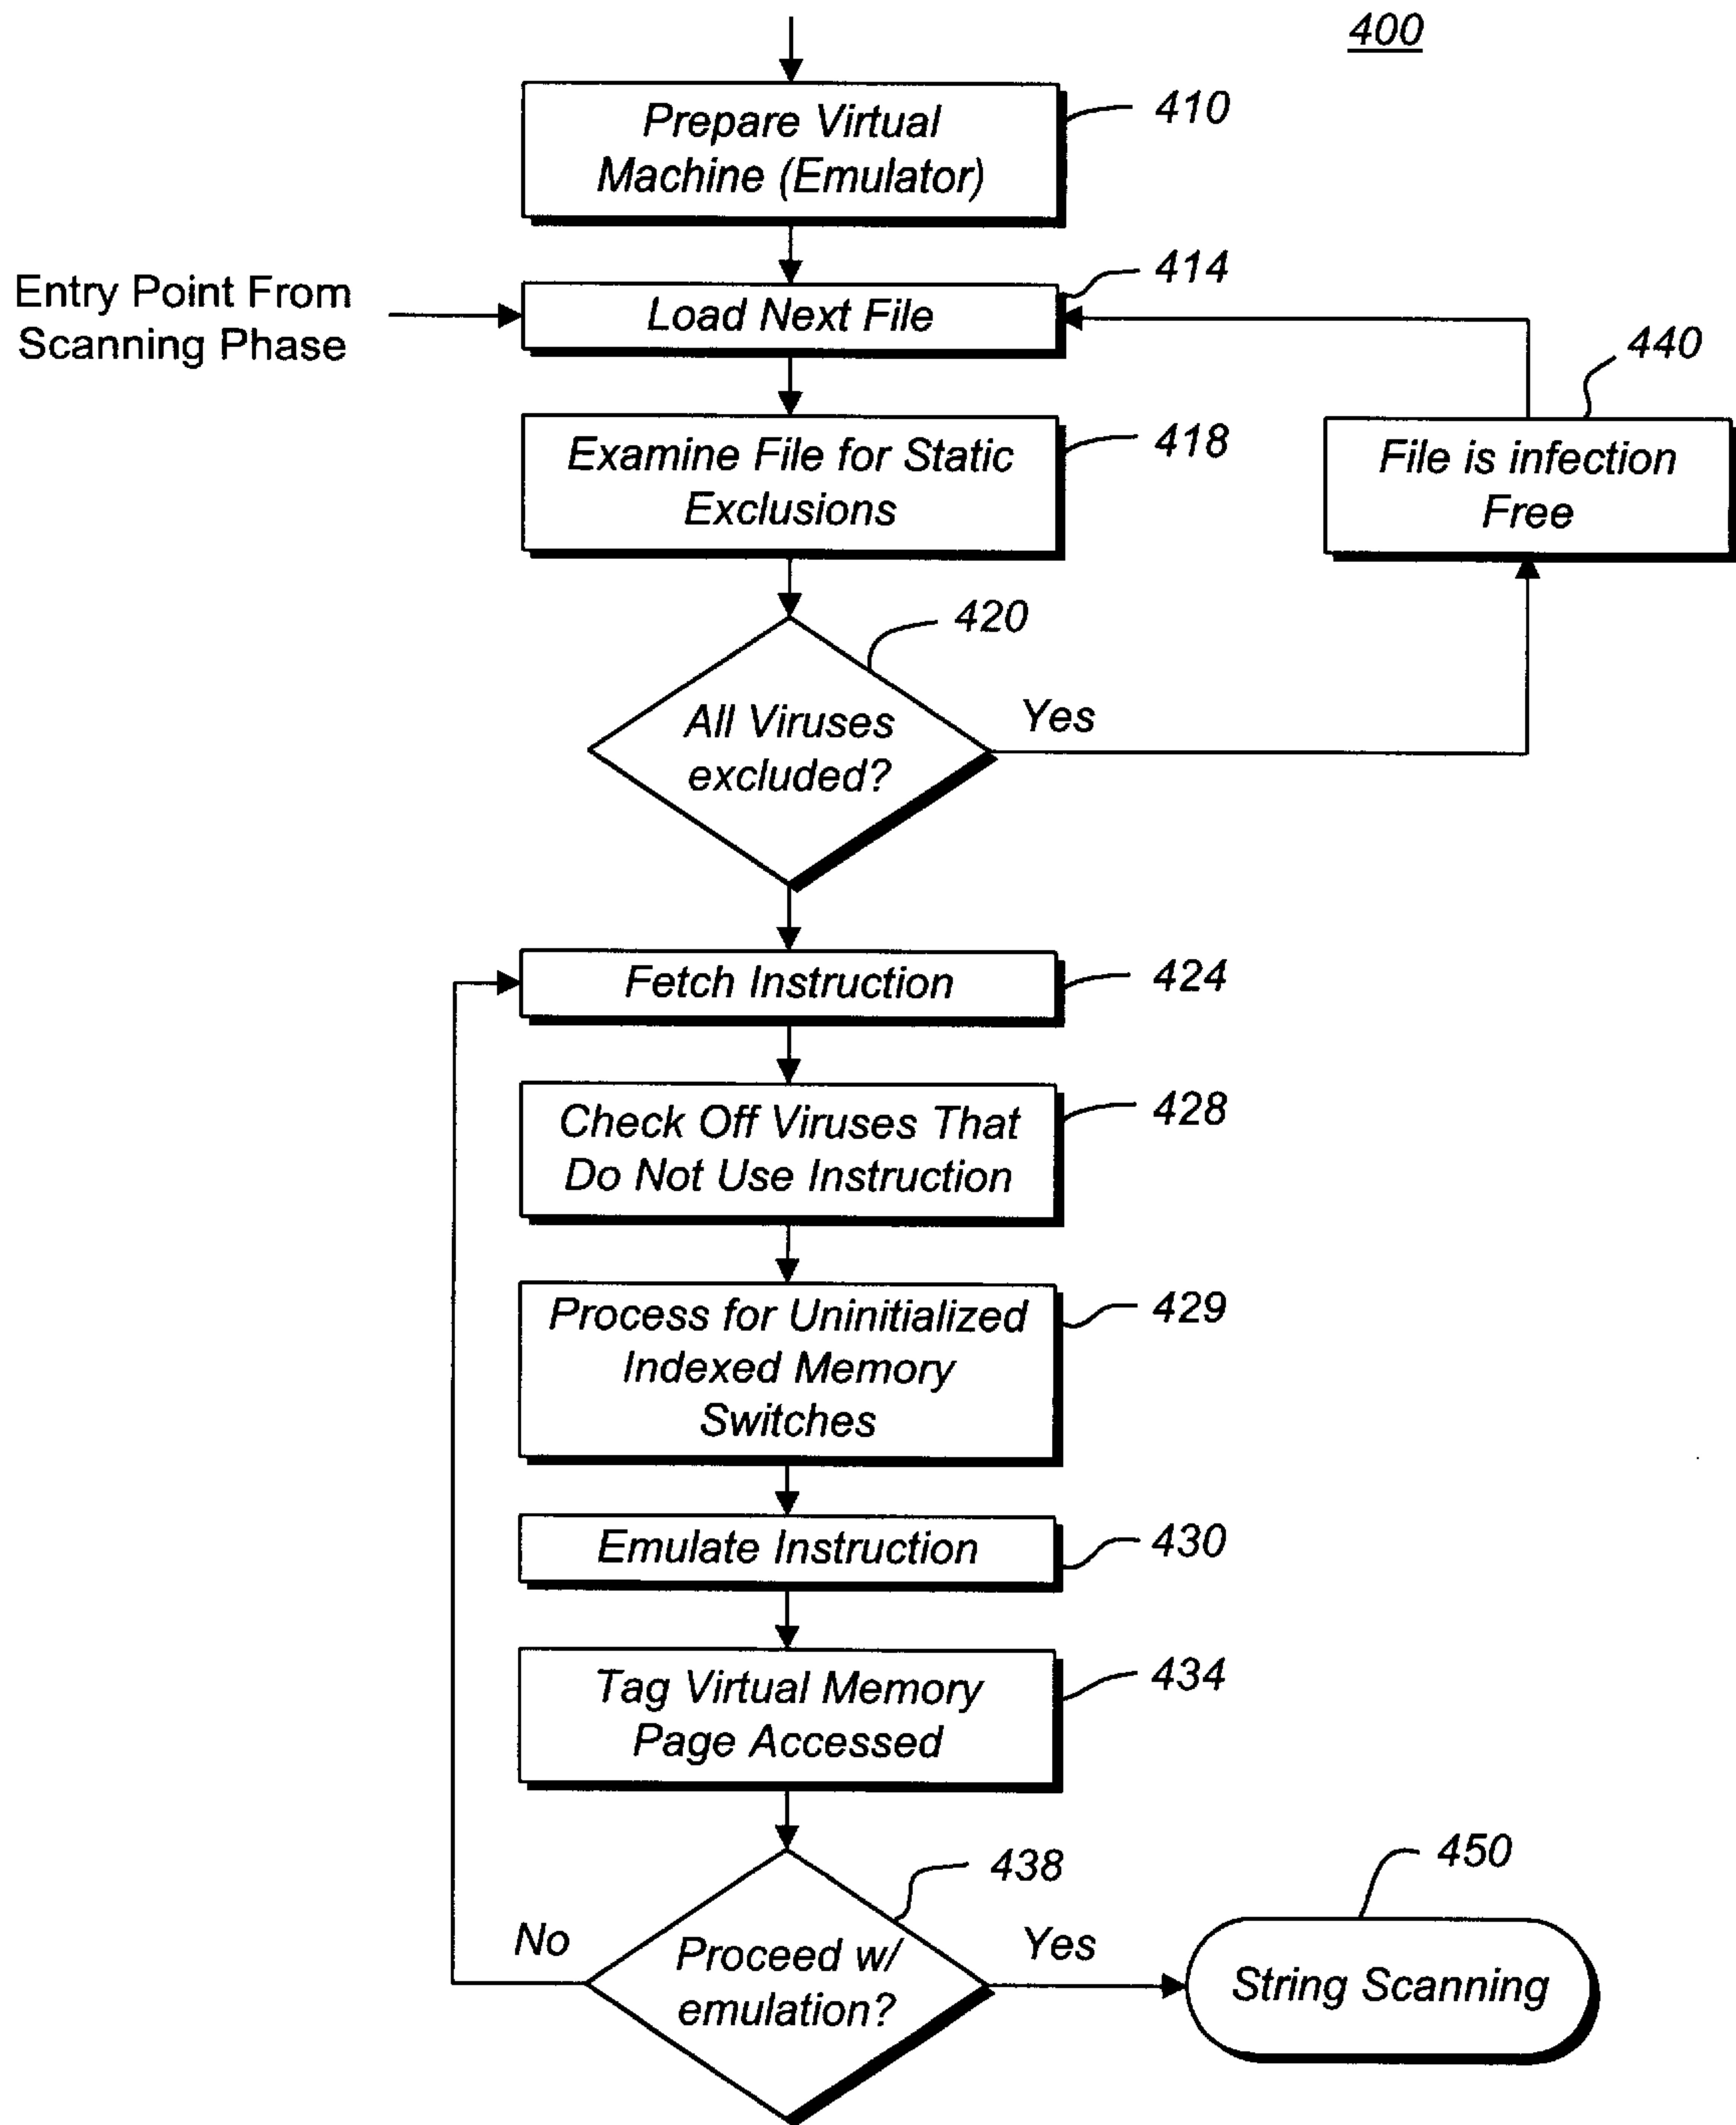 400
Prepare Virtual
Machine (Emulator)
410
Entry Point From
Scanning Phase
Load Next File
414
Examine File for Static
Exclusions
418
440
File is infection
Free
420
All Viruses
excluded?
Yes
Fetch Instruction
424
Check Off Viruses That
Do Not Use Instruction
428
Process for Uninitialized
Indexed Memory
Switches
429
Emulate Instruction
430
Tag Virtual Memory
Page Accessed
434
438
Proceed w/
emulation?
No
Yes
450
String Scanning